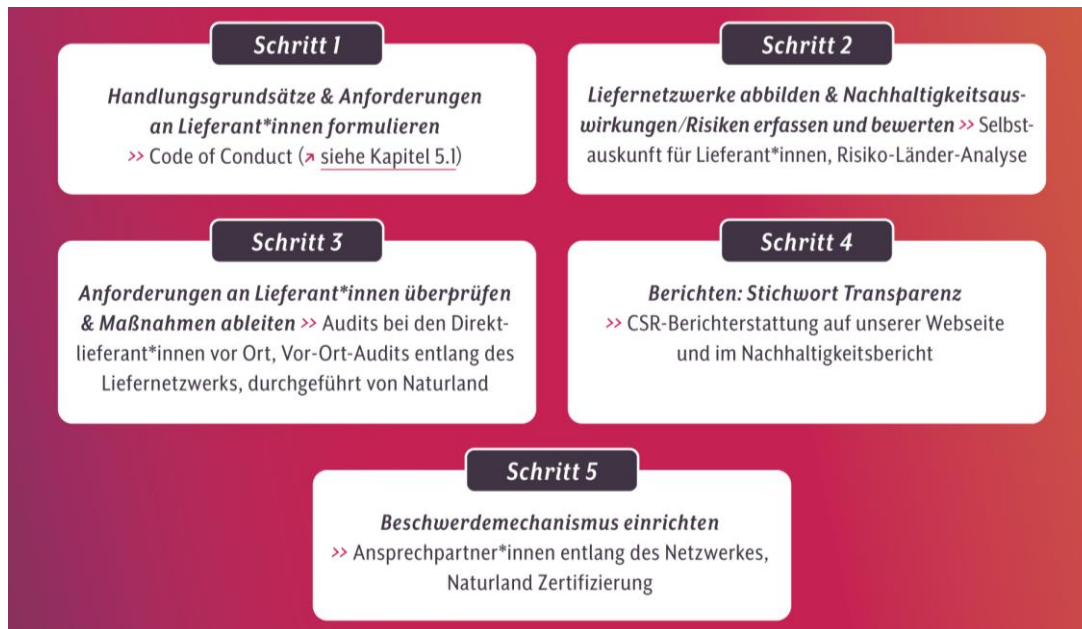 Schritt 1
Handlungsgrundsätze & Anforderungen
an Lieferant*innen formulieren
>> Code of Conduct (↗ siehe Kapitel 5.1)
Schritt 2
Liefernetzwerke abbilden & Nachhaltigkeitsaus-
wirkungen/Risiken erfassen und bewerten >> Selbst-
auskunft für Lieferant*innen, Risiko-Länder-Analyse
Schritt 3
Anforderungen an Lieferant*innen überprüfen
& Maßnahmen ableiten >> Audits bei den Direkt-
lieferant*innen vor Ort, Vor-Ort-Audits entlang des
Liefernetzwerks, durchgeführt von Naturland
Schritt 4
Berichten: Stichwort Transparenz
>> CSR-Berichterstattung auf unserer Webseite
und im Nachhaltigkeitsbericht
Schritt 5
Beschwerdemechanismus einrichten
>> Ansprechpartner*innen entlang des Netzwerkes,
Naturland Zertifizierung